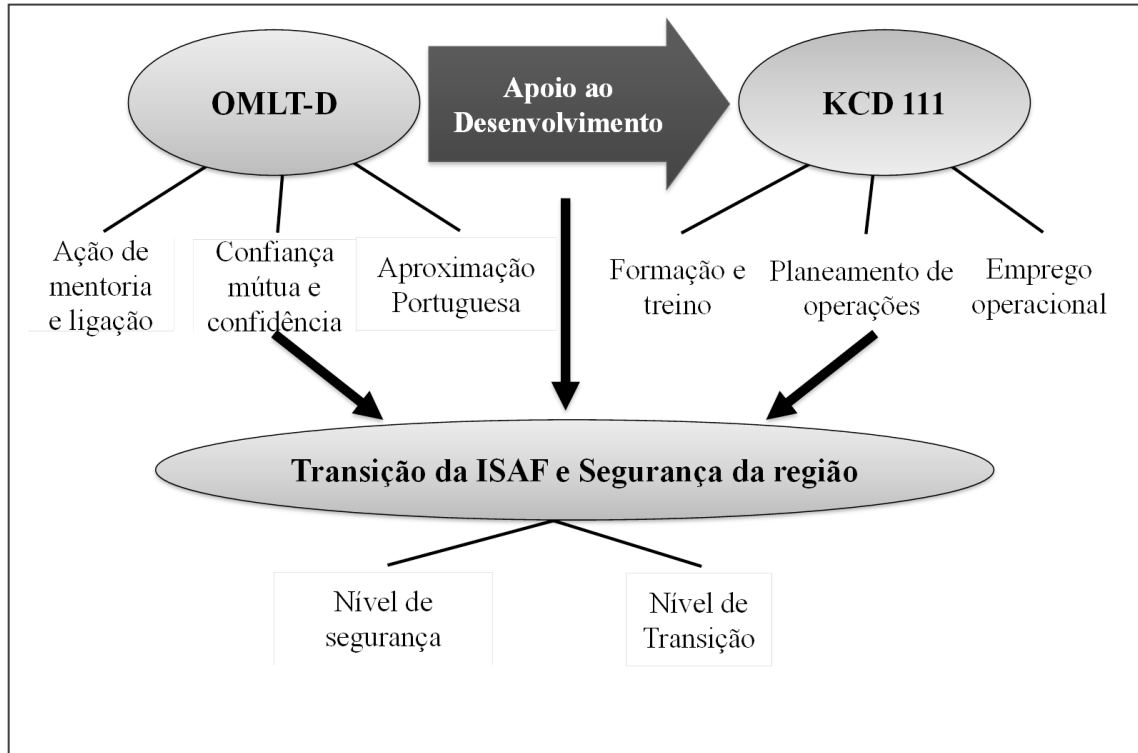 OMLT-D
Apoio ao
Desenvolvimento
KCD 111
Ação de
mentoria
e ligação
Confiança
mútua e
confidência
Aproximação
Portuguesa
Formação e
treino
Planeamento de
operações
Emprego
operacional
Transição da ISAF e Segurança da região
Nível de
segurança
Nível de
Transição